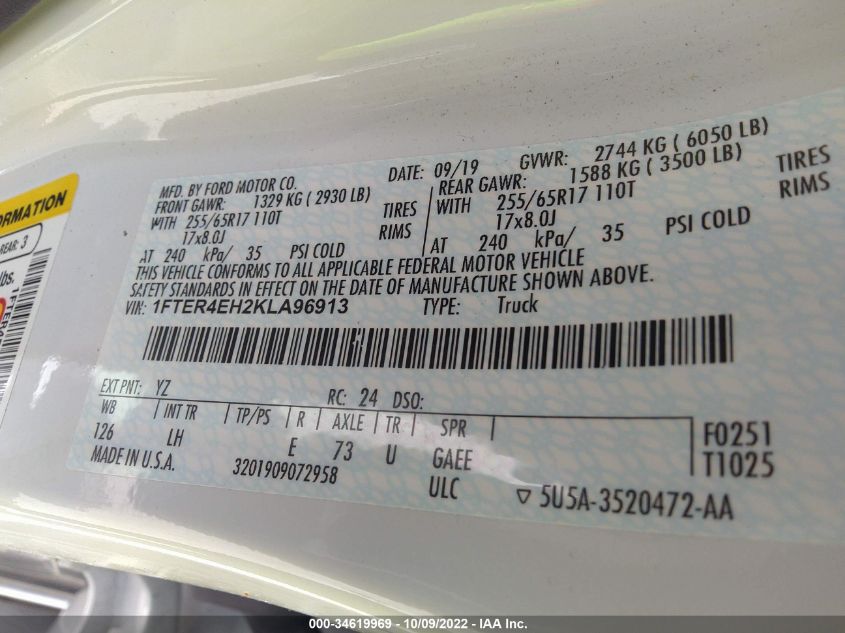 ORMATION
REAR: 3
lbs.
1FTER4
MFD. BY FORD MOTOR CO. DATE: 09/19 GVWR: 2744 KG ( 6050 LB)
FRONT GAWR: 1329 KG ( 2930 LB) REAR GAWR: 1588 KG ( 3500 LB)
WITH 255/65R17 110T TIRES WITH 255/65R17 110T TIRES
17x8.0J RIMS 17x8.0J RIMS
AT 240 kPa/ 35 PSI COLD AT 240 kPa/ 35 PSI COLD
THIS VEHICLE CONFORMS TO ALL APPLICABLE FEDERAL MOTOR VEHICLE
SAFETY STANDARDS IN EFFECT ON THE DATE OF MANUFACTURE SHOWN ABOVE.
VIN: 1FTER4EH2KLA96913 TYPE: Truck
EXT PNT: YZ RC: 24 DSO:
WB INT TR TP/PS R AXLE TR SPR F0251
126 LH E 73 U GAEE T1025
MADE IN U.S.A. 3201909072958 ULC 5U5A-3520472-AA
000-34619969 - 10/09/2022 - IAA Inc.